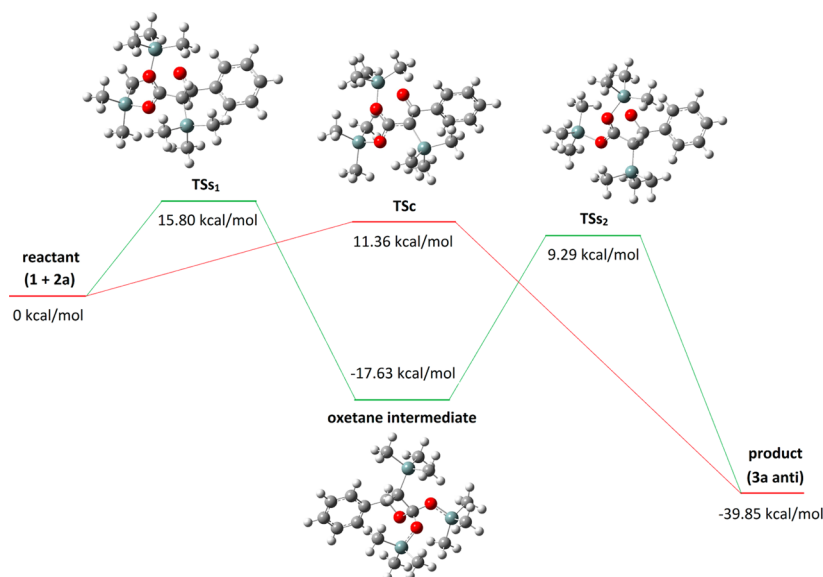 TSs₁
15.80 kcal/mol
TSc
11.36 kcal/mol
TSs₂
9.29 kcal/mol
reactant
(1 + 2a)
0 kcal/mol
-17.63 kcal/mol
oxetane intermediate
product
(3a anti)
-39.85 kcal/mol